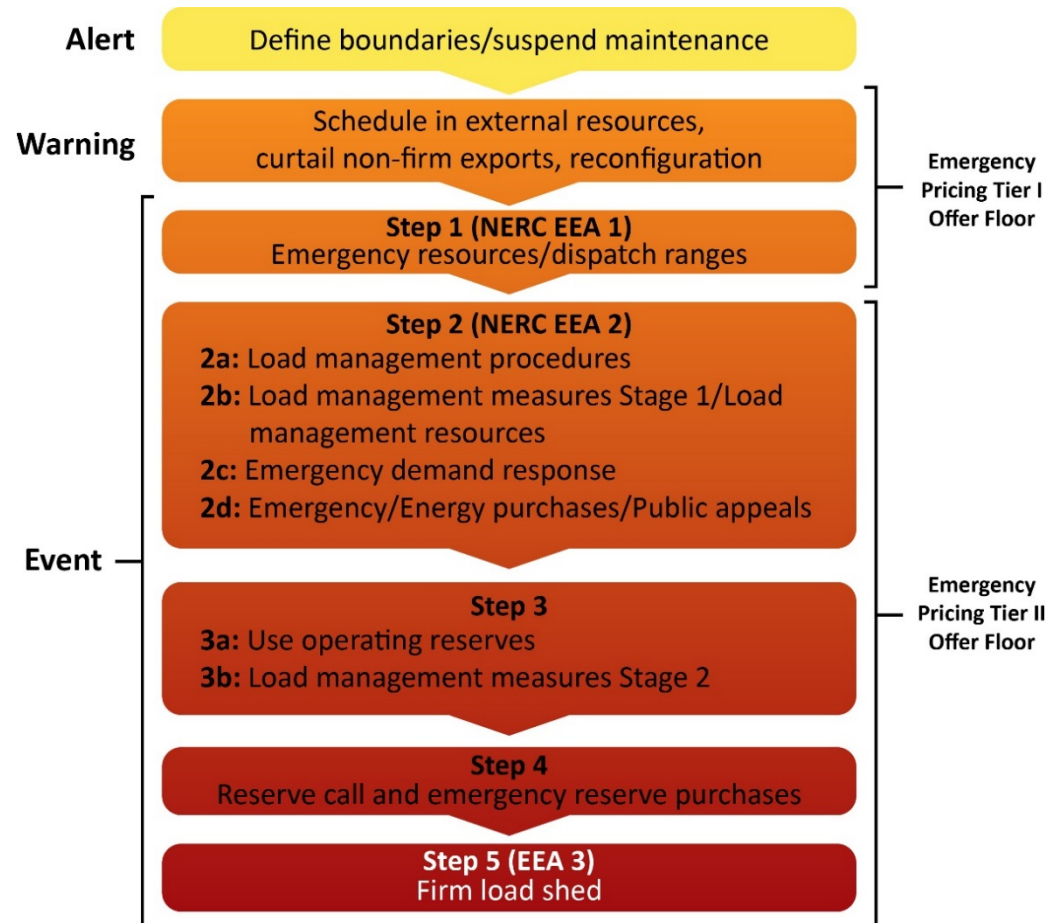 Alert
Define boundaries/suspend maintenance
Warning
Schedule in external resources,
curtail non-firm exports, reconfiguration
Emergency
Pricing Tier I
Offer Floor
Step 1 (NERC EEA 1)
Emergency resources/dispatch ranges
Event
Step 2 (NERC EEA 2)
2a: Load management procedures
2b: Load management measures Stage 1/Load
management resources
2c: Emergency demand response
2d: Emergency/Energy purchases/Public appeals
Step 3
3a: Use operating reserves
3b: Load management measures Stage 2
Emergency
Pricing Tier II
Offer Floor
Step 4
Reserve call and emergency reserve purchases
Step 5 (EEA 3)
Firm load shed